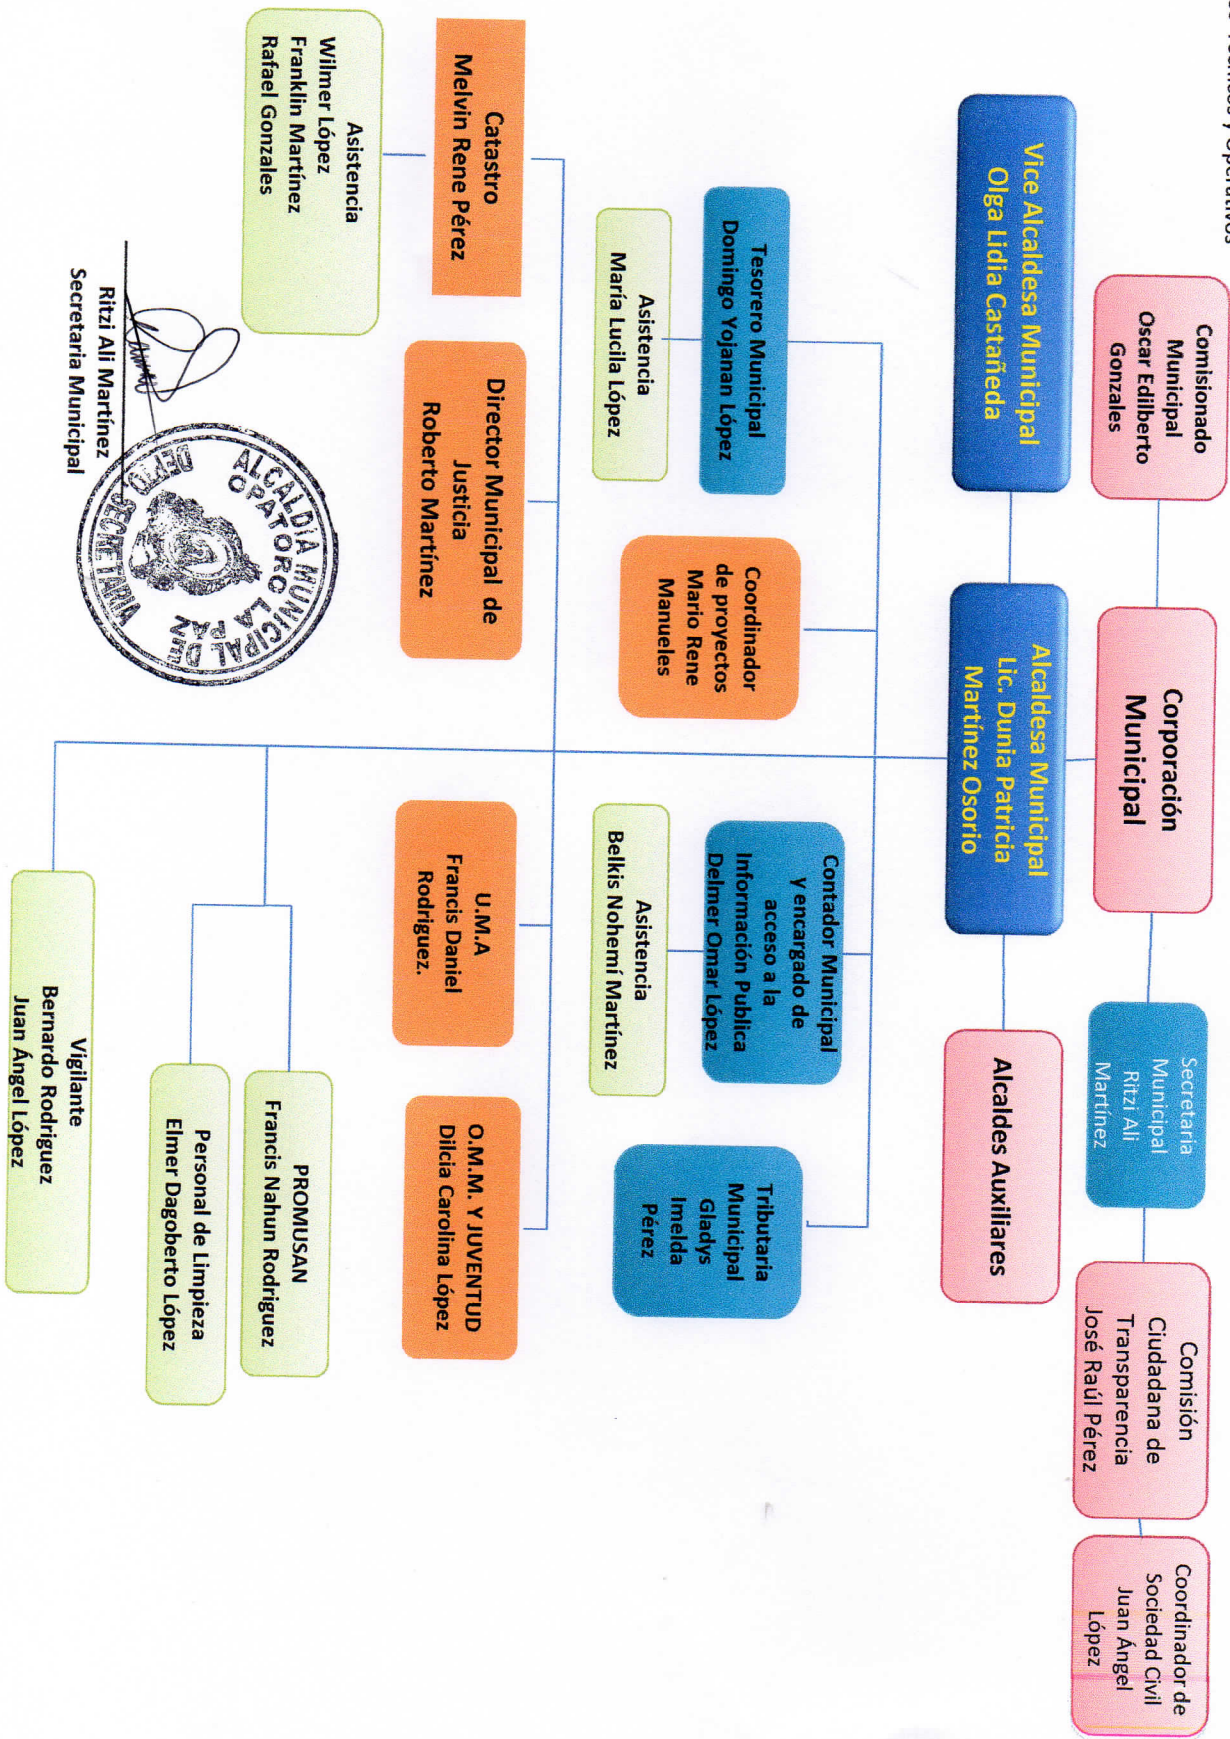 y Operativos
Comisionado
Municipal
Oscar Edilberto
Gonzales
Corporación
Municipal
Secretaria
Municipal
Ritzi Ali
Martínez
Comisión
Ciudadana de
Transparencia
José Raúl Pérez
Coordinador de
Sociedad Civil
Juan Ángel
López
Vice Alcaldesa Municipal
Olga Lidia Castañeda
Alcaldesa Municipal
Lic. Dunia Patricia
Martínez Osorio
Alcaldes Auxiliares
Tesorero Municipal
Domingo Yojanan López
Asistencia
María Lucila López
Coordinador
de proyectos
Mario Rene
Manueles
Contador Municipal
y encargado de
acceso a la
Información Publica
Delmer Omar López
Asistencia
Belkis Nohemí Martínez
Tributaria
Municipal
Gladys
Imelda
Pérez
Catastro
Melvin Rene Pérez
Asistencia
Wilmer López
Franklin Martínez
Rafael Gonzales
Director Municipal de
Justicia
Roberto Martínez
U.M.A
Francis Daniel
Rodriguez.
O.M.M. Y JUVENTUD
Dilcia Carolina López
PROMUSAN
Francis Nahun Rodriguez
Personal de Limpieza
Elmer Dagoberto López
Vigilante
Bernardo Rodriguez
Juan Ángel López
Ritzi Ali Martínez
Secretaria Municipal
ALCALDIA MUNICIPAL DE
OPATORO LA PAZ
DEPTO. SECRETARIA